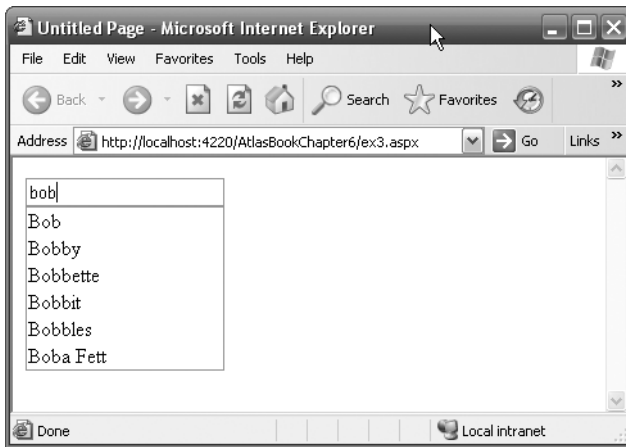 Untitled Page - Microsoft Internet Explorer
File Edit View Favorites Tools Help
Back Search Favorites »
Address http://localhost:4220/AtlasBookChapter6/ex3.aspx Go Links »
bob
Bob
Bobby
Bobbette
Bobbit
Bobbles
Boba Fett
Done Local intranet